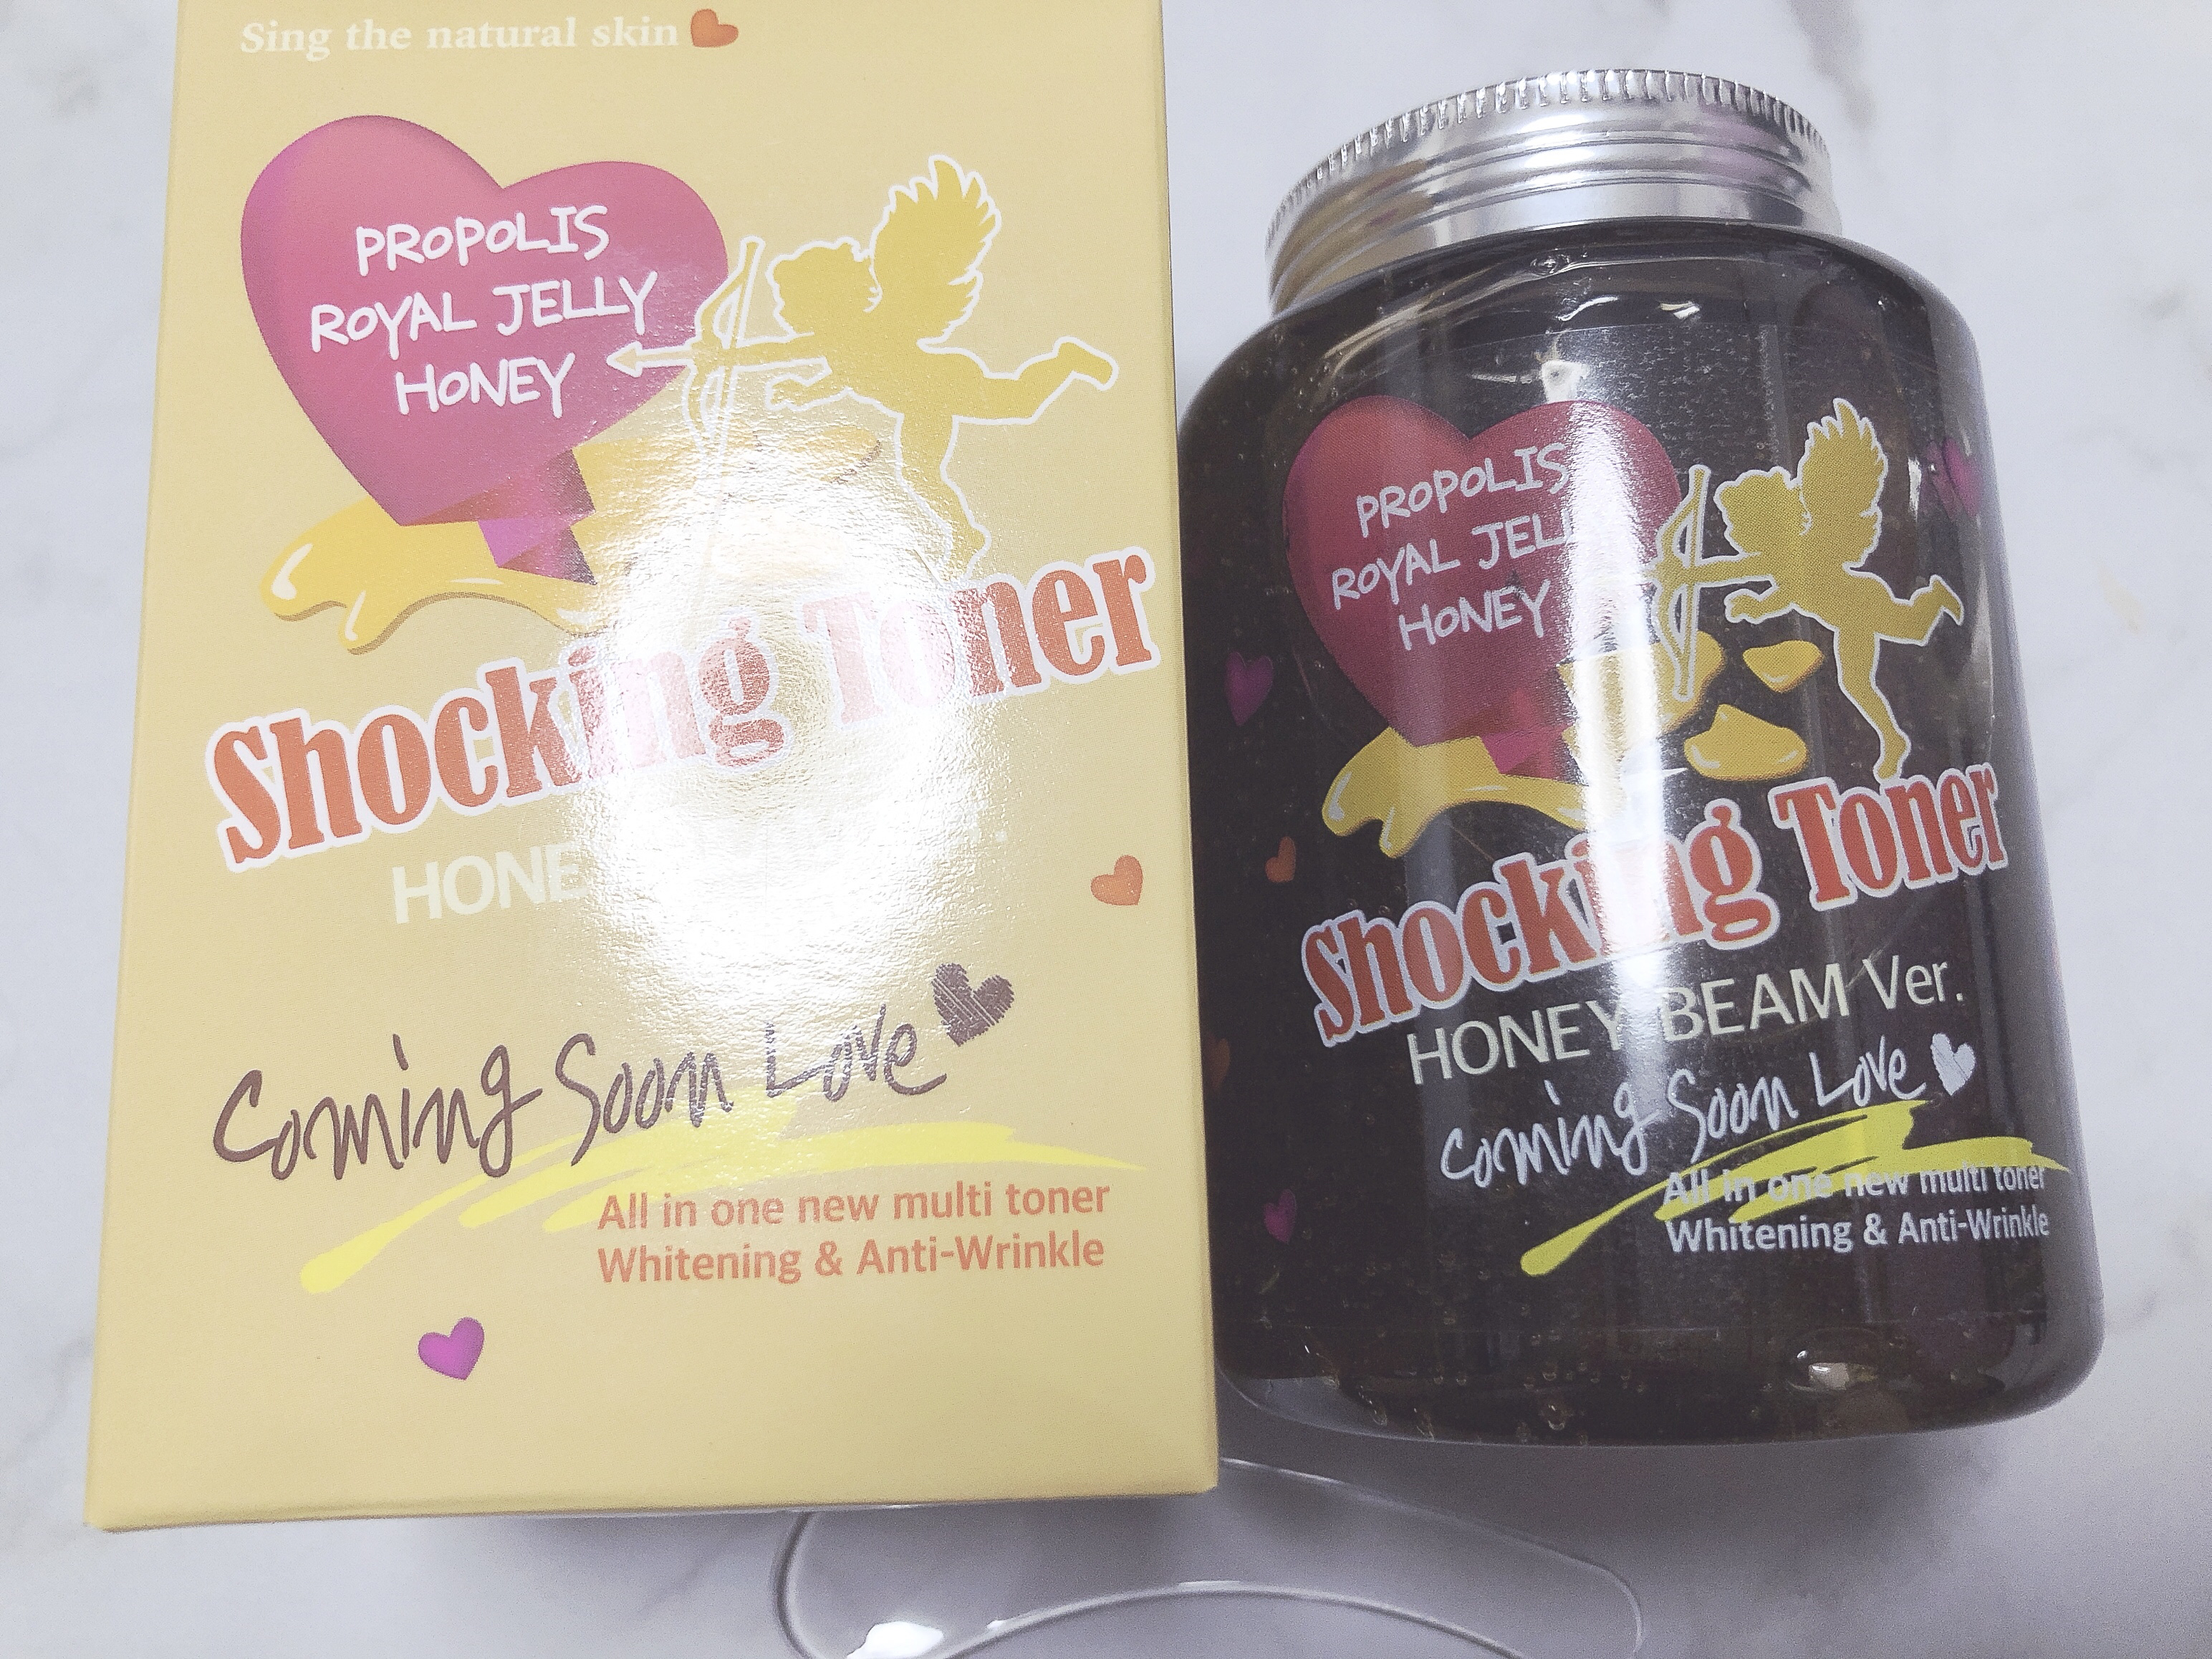 Sing the natural skin
PROPOLIS
ROYAL JELLY
HONEY
Shocking Toner
Coming Soon Love
All in one new multi toner
Whitening & Anti-Wrinkle
PROPOLIS
ROYAL
HONEY
Shocking Toner
HONEY BEAM Ver.
Coming Soon Love
All in one new multi toner
Whitening & Anti-Wrinkle